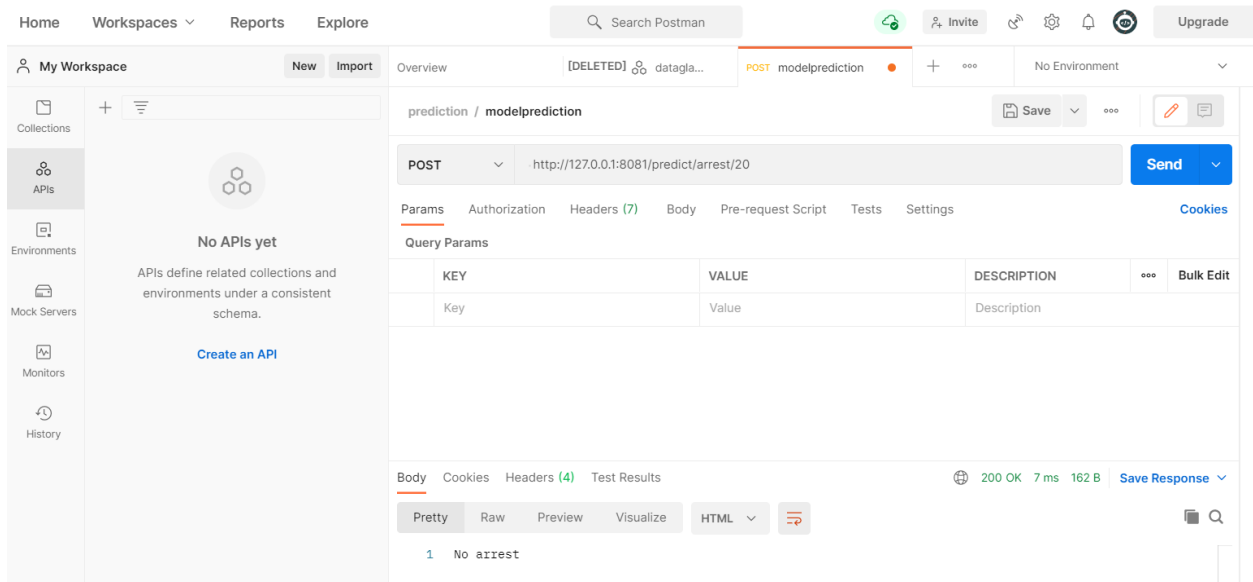 Home Workspaces Reports Explore Search Postman Invite Upgrade
My Workspace New Import
Overview [DELETED] datagla... POST modelprediction No Environment
Collections
APIs
Environments
Mock Servers
Monitors
History
No APIs yet
APIs define related collections and
environments under a consistent
schema.
Create an API
prediction / modelprediction Save
POST http://127.0.0.1:8081/predict/arrest/20 Send
Params Authorization Headers (7) Body Pre-request Script Tests Settings Cookies
Query Params
KEY VALUE DESCRIPTION Bulk Edit
Key Value Description
Body Cookies Headers (4) Test Results 200 OK 7 ms 162 B Save Response
Pretty Raw Preview Visualize HTML
1 No arrest